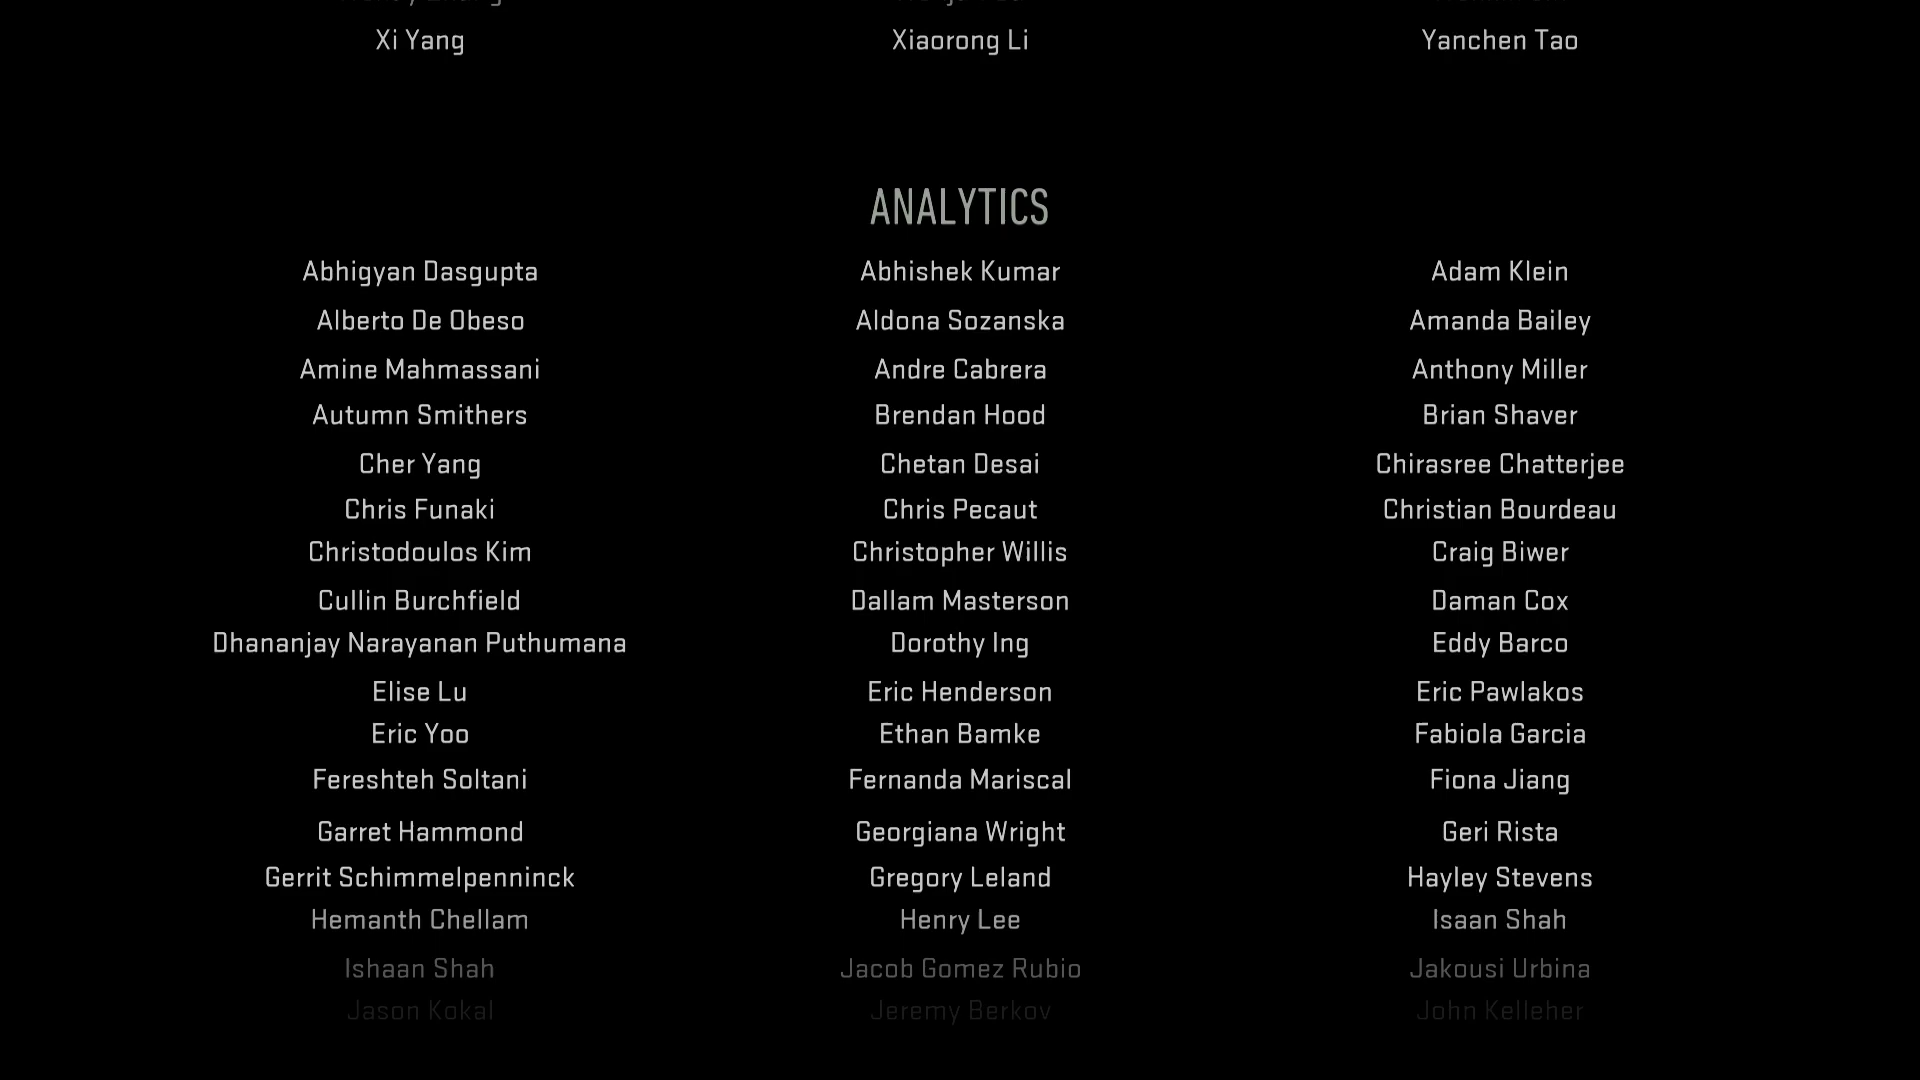 Xi Yang Xiaorong Li Yanchen Tao
ANALYTICS
Abhigyan Dasgupta Abhishek Kumar Adam Klein
Alberto De Obeso Aldona Sozanska Amanda Bailey
Amine Mahmassani Andre Cabrera Anthony Miller
Autumn Smithers Brendan Hood Brian Shaver
Cher Yang Chetan Desai Chirasree Chatterjee
Chris Funaki Chris Pecaut Christian Bourdeau
Christodoulos Kim Christopher Willis Craig Biwer
Cullin Burchfield Dallam Masterson Daman Cox
Dhananjay Narayanan Puthumana Dorothy Ing Eddy Barco
Elise Lu Eric Henderson Eric Pawlakos
Eric Yoo Ethan Bamke Fabiola Garcia
Fereshteh Soltani Fernanda Mariscal Fiona Jiang
Garret Hammond Georgiana Wright Geri Rista
Gerrit Schimmelpenninck Gregory Leland Hayley Stevens
Hemanth Chellam Henry Lee Isaan Shah
Ishaan Shah Jacob Gomez Rubio Jakousi Urbina
Jason Kokal Jeremy Berkov John Kelleher